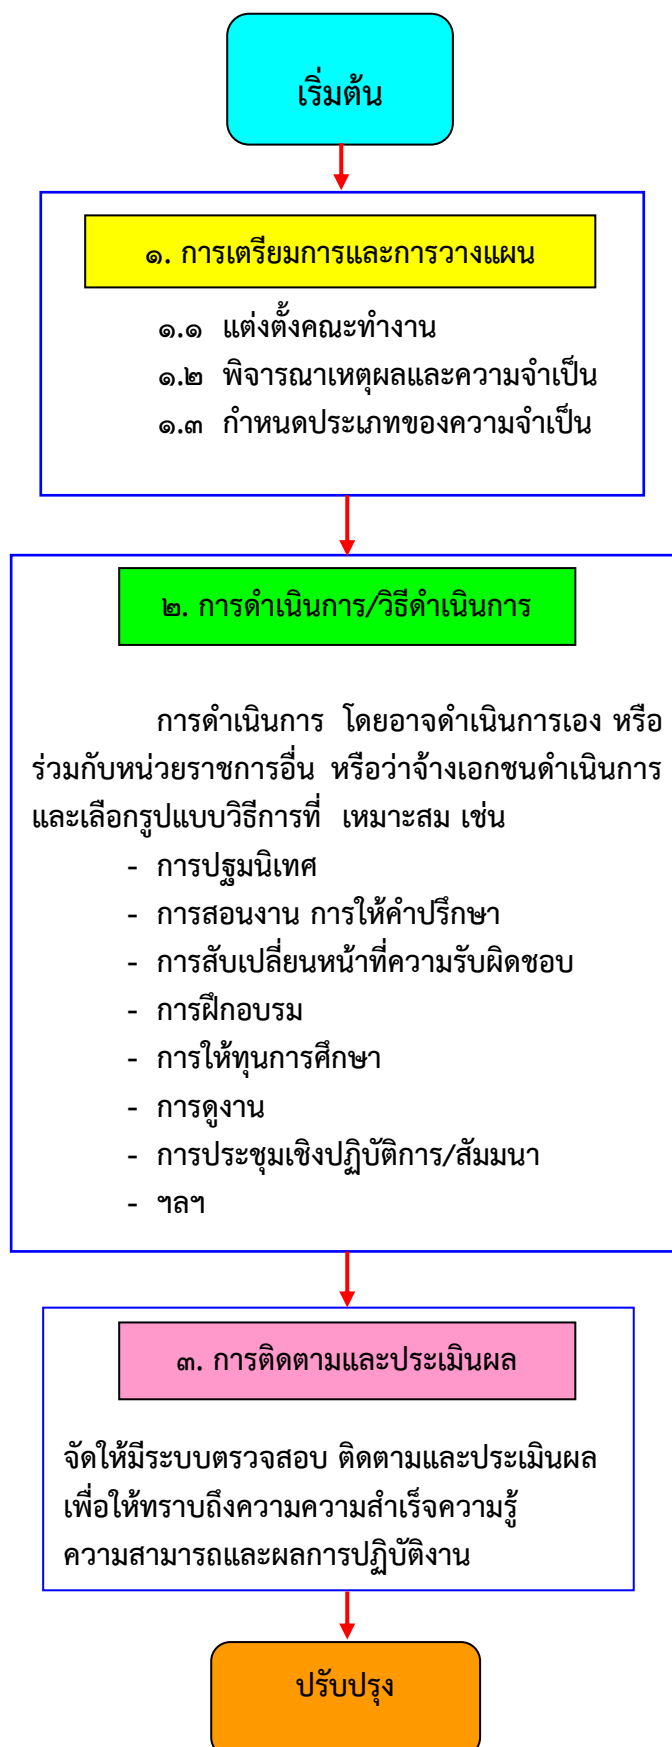 เริ่มต้น
๑. การเตรียมการและการวางแผน
๑.๑ แต่งตั้งคณะทำงาน
๑.๒ พิจารณาเหตุผลและความจำเป็น
๑.๓ กำหนดประเภทของความจำเป็น
๒. การดำเนินการ/วิธีดำเนินการ
การดำเนินการ โดยอาจดำเนินการเอง หรือ
ร่วมกับหน่วยราชการอื่น หรือว่าจ้างเอกชนดำเนินการ
และเลือกรูปแบบวิธีการที่ เหมาะสม เช่น
- การปฐมนิเทศ
- การสอนงาน การให้คำปรึกษา
- การสับเปลี่ยนหน้าที่ความรับผิดชอบ
- การฝึกอบรม
- การให้ทุนการศึกษา
- การดูงาน
- การประชุมเชิงปฏิบัติการ/สัมมนา
- ฯลฯ
๓. การติดตามและประเมินผล
จัดให้มีระบบตรวจสอบ ติดตามและประเมินผล
เพื่อให้ทราบถึงความความสำเร็จความรู้
ความสามารถและผลการปฏิบัติงาน
ปรับปรุง